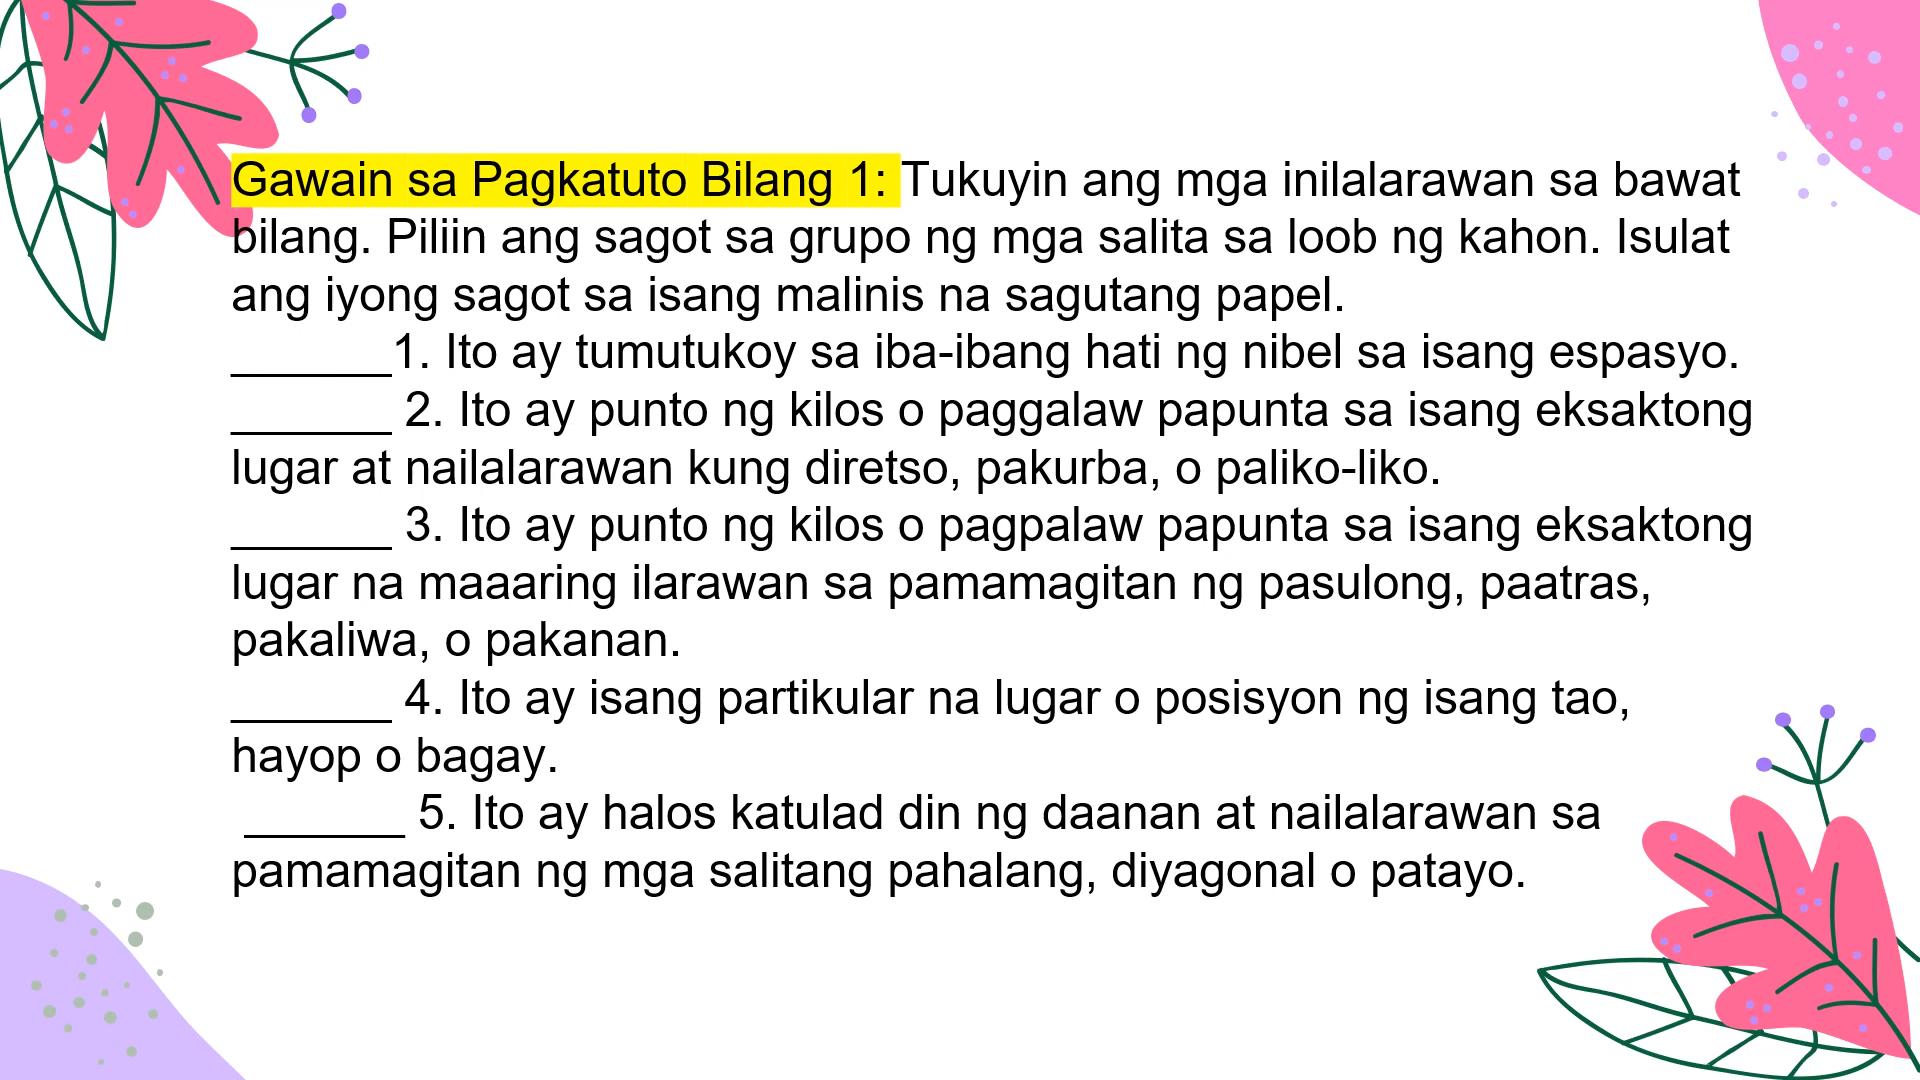 Gawain sa Pagkatuto Bilang 1: Tukuyin ang mga inilalarawan sa bawat
bilang. Piliin ang sagot sa grupo ng mga salita sa loob ng kahon. Isulat
ang iyong sagot sa isang malinis na sagutang papel.
______1. Ito ay tumutukoy sa iba-ibang hati ng nibel sa isang espasyo.
______ 2. Ito ay punto ng kilos o paggalaw papunta sa isang eksaktong
lugar at nailalarawan kung diretso, pakurba, o paliko-liko.
______ 3. Ito ay punto ng kilos o pagpalaw papunta sa isang eksaktong
lugar na maaaring ilarawan sa pamamagitan ng pasulong, paatras,
pakaliwa, o pakanan.
______ 4. Ito ay isang partikular na lugar o posisyon ng isang tao,
hayop o bagay.
______ 5. Ito ay halos katulad din ng daanan at nailalarawan sa
pamamagitan ng mga salitang pahalang, diyagonal o patayo.